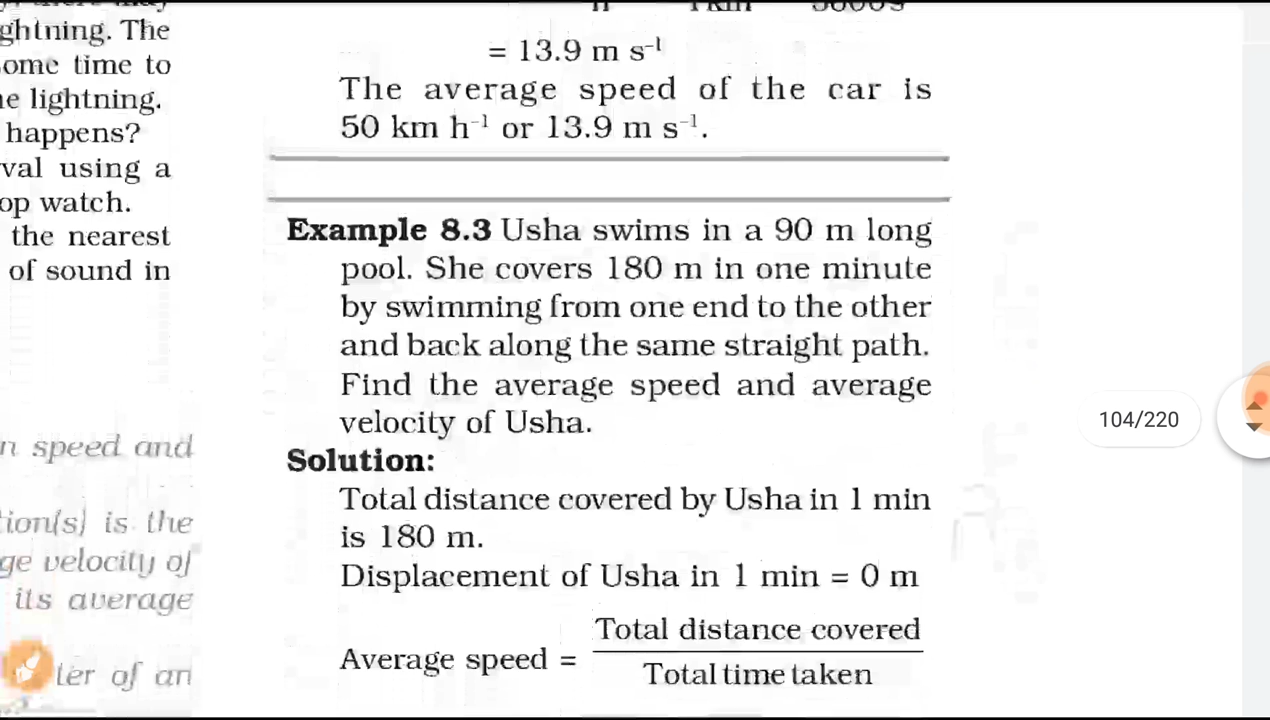 ghtning. The
ome time to
e lightning.
happens?
val using a
op watch.
the nearest
of sound in
n speed and
tion(s) is the
ge velocity of
its average
ter of an
= 13.9 m s⁻¹
The average speed of the car is
50 km h⁻¹ or 13.9 m s⁻¹.
Example 8.3 Usha swims in a 90 m long
pool. She covers 180 m in one minute
by swimming from one end to the other
and back along the same straight path.
Find the average speed and average
velocity of Usha.
Solution:
Total distance covered by Usha in 1 min
is 180 m.
Displacement of Usha in 1 min = 0 m
Average speed = Total distance covered
Total time taken
104/220